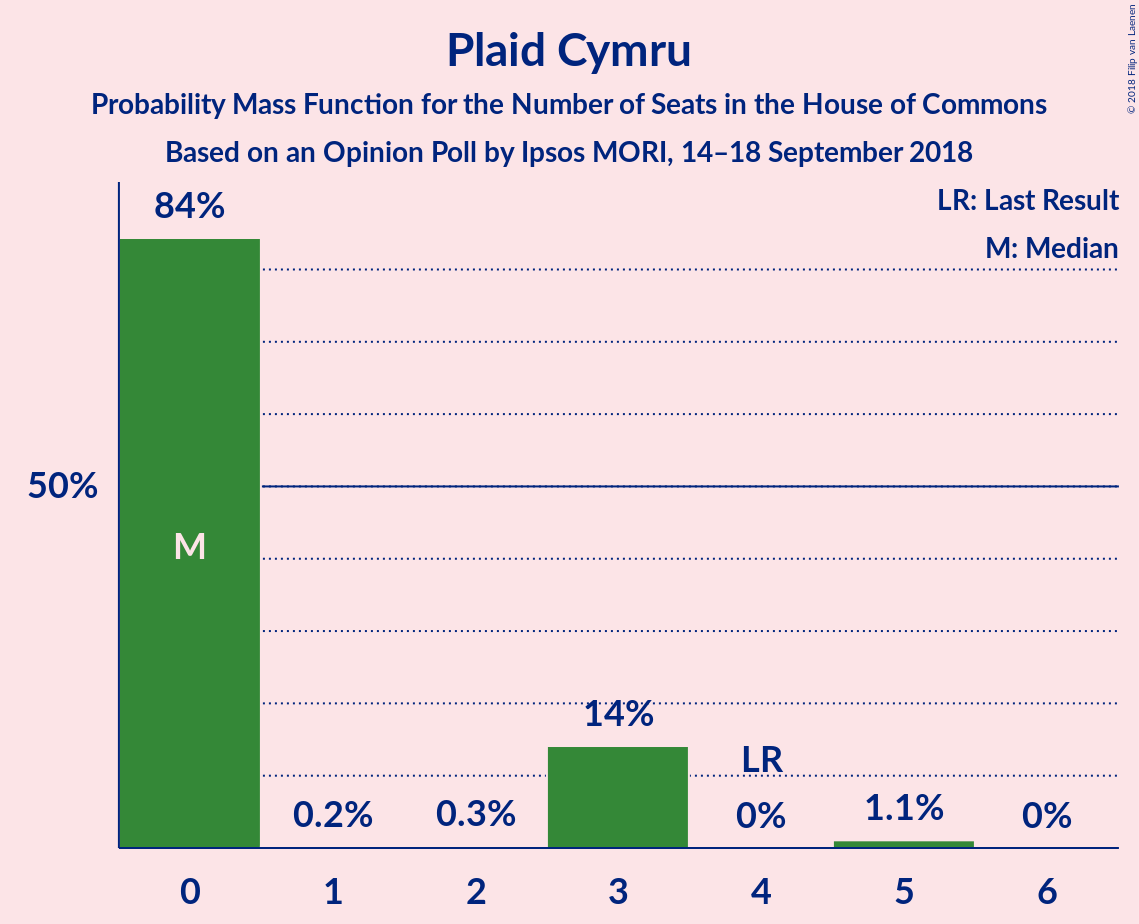 Plaid Cymru
Probability Mass Function for the Number of Seats in the House of Commons
Based on an Opinion Poll by Ipsos MORI, 14–18 September 2018
© 2018 Filip van Laenen
LR: Last Result
M: Median
84%
50%
M
14%
LR
0.2%
0.3%
0%
1.1%
0%
0 1 2 3 4 5 6